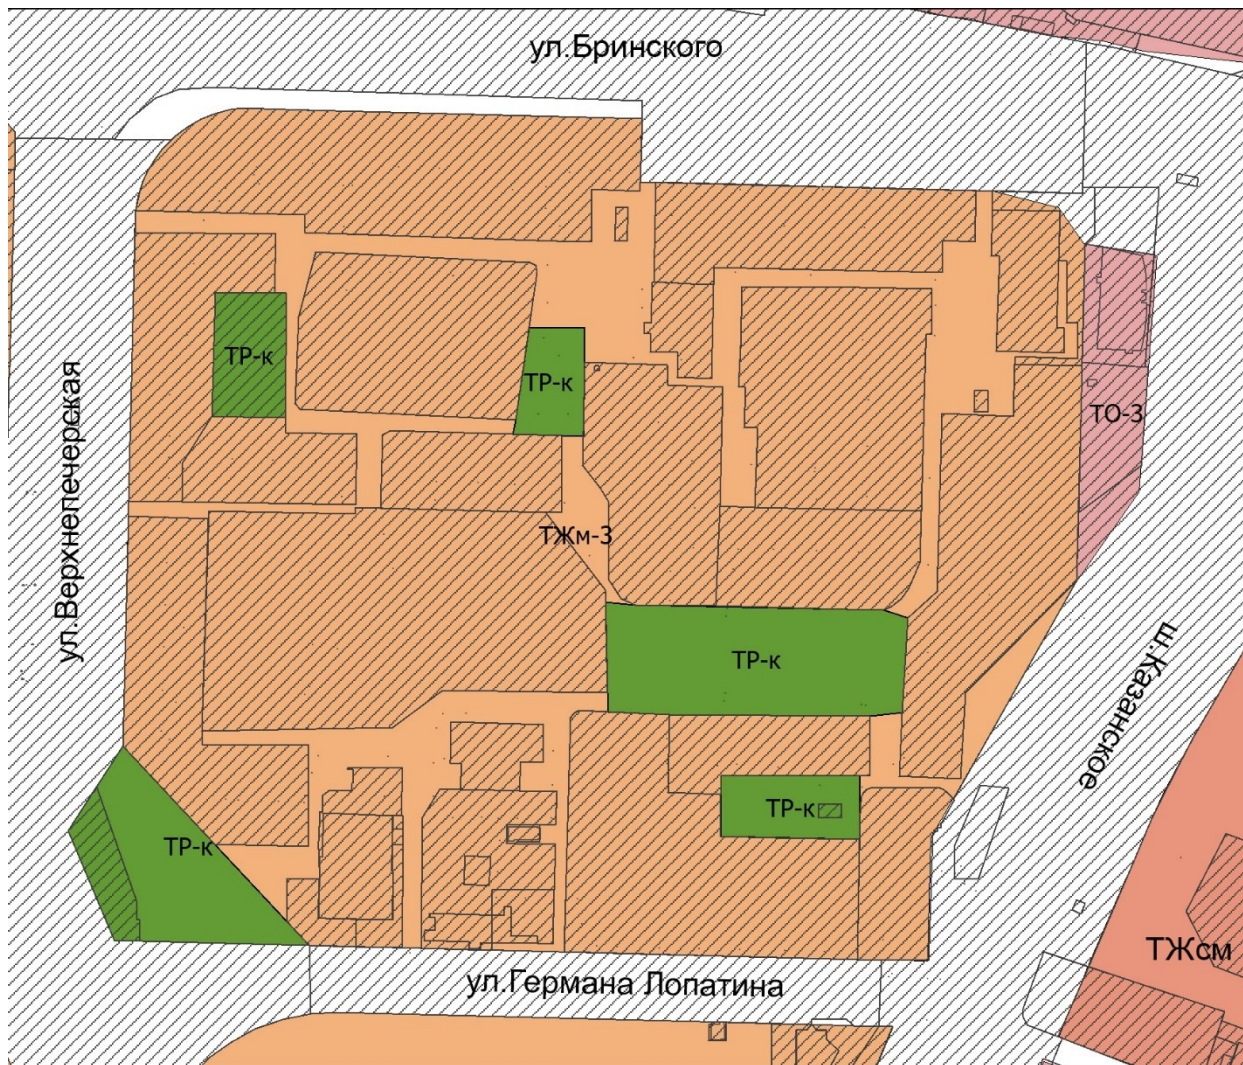 ул.Бринского
ТР-к
ТР-к
ТО-3
ул.Верхнепечерская
ТЖм-3
ТР-к
ш.Казанское
ТР-к
ТР-к
ТЖсм
ул.Германа Лопатина